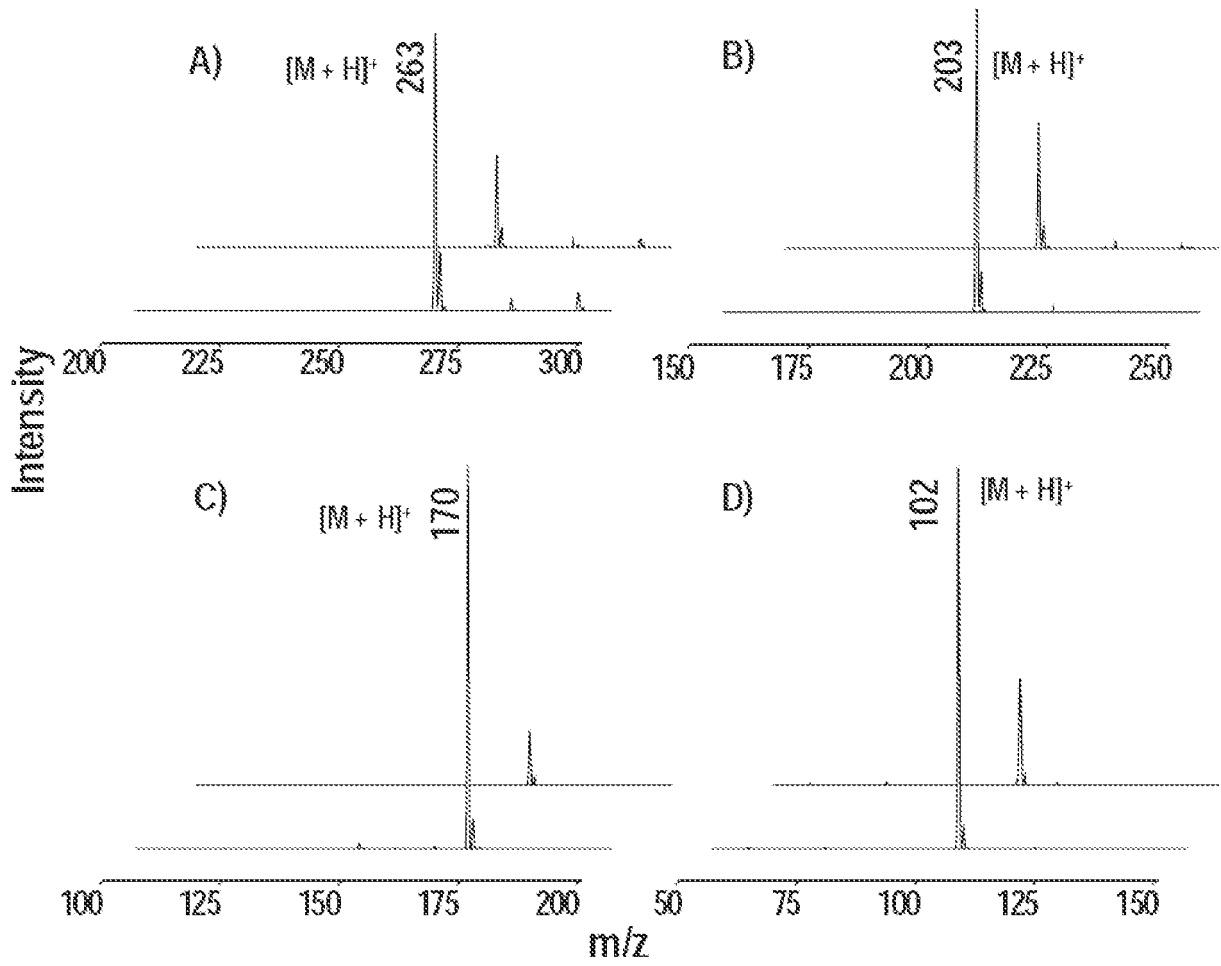 A)
[M + H]+
263
B)
203
[M + H]+
Intensity
200 225 250 275 300
150 175 200 225 250
C)
[M + H]+
170
D)
102
[M + H]+
100 125 150 175 200
50 75 100 125 150
m/z